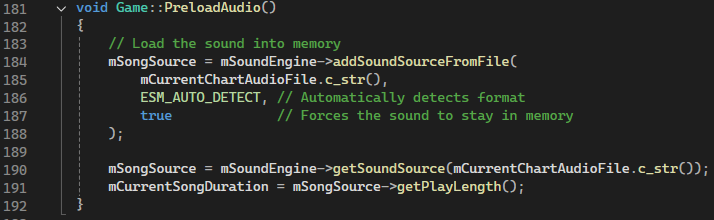 181 void Game::PreloadAudio()
182 {
183 // Load the sound into memory
184 mSongSource = mSoundEngine->addSoundSourceFromFile(
185 mCurrentChartAudioFile.c_str(),
186 ESM_AUTO_DETECT, // Automatically detects format
187 true // Forces the sound to stay in memory
188 );
189
190 mSongSource = mSoundEngine->getSoundSource(mCurrentChartAudioFile.c_str());
191 mCurrentSongDuration = mSongSource->getPlayLength();
192 }